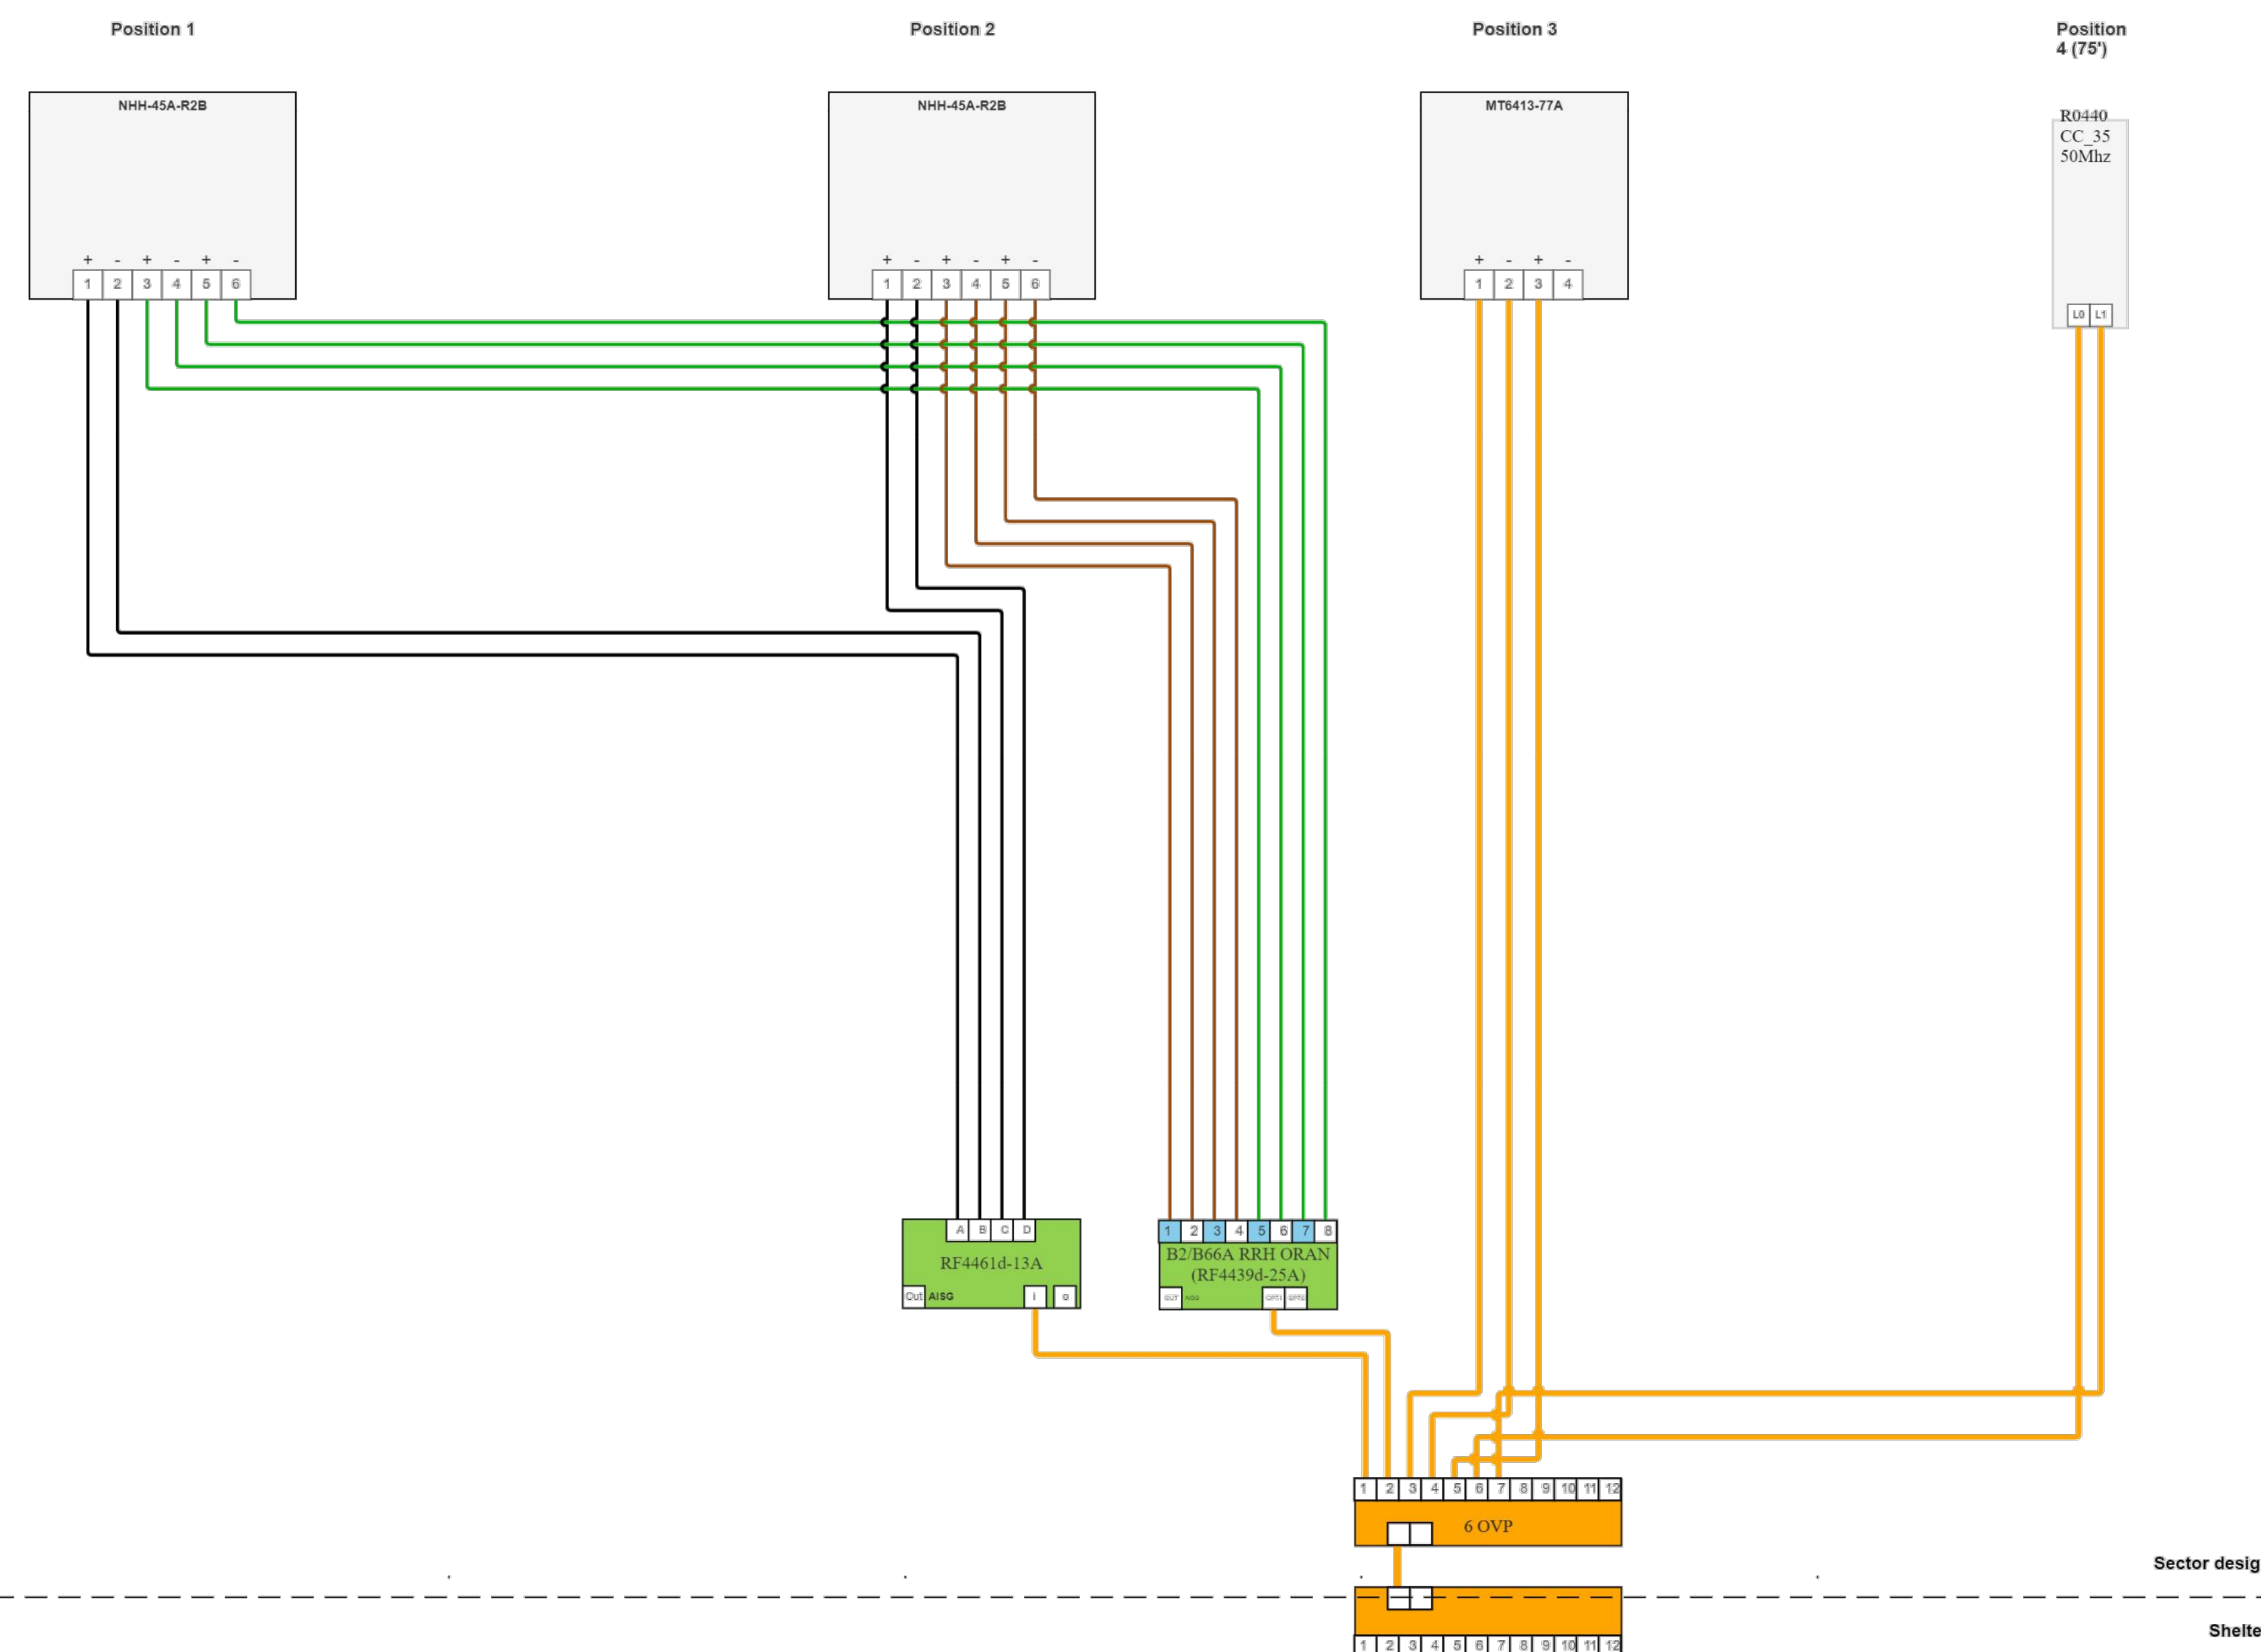 Position 1
Position 2
Position 3
Position
4 (75')
NHH-45A-R2B
NHH-45A-R2B
MT6413-77A
R0440
CC_35
50Mhz
+ - + - + -
1 2 3 4 5 6
+ - + - + -
1 2 3 4 5 6
+ - + -
1 2 3 4
L0 L1
A B C D
RF4461d-13A
Out AISG i o
1 2 3 4 5 6 7 8
B2/B66A RRH ORAN
(RF4439d-25A)
OUT AISG OPT1 OPT2
1 2 3 4 5 6 7 8 9 10 11 12
6 OVP
Sector desig
Shelte
1 2 3 4 5 6 7 8 9 10 11 12